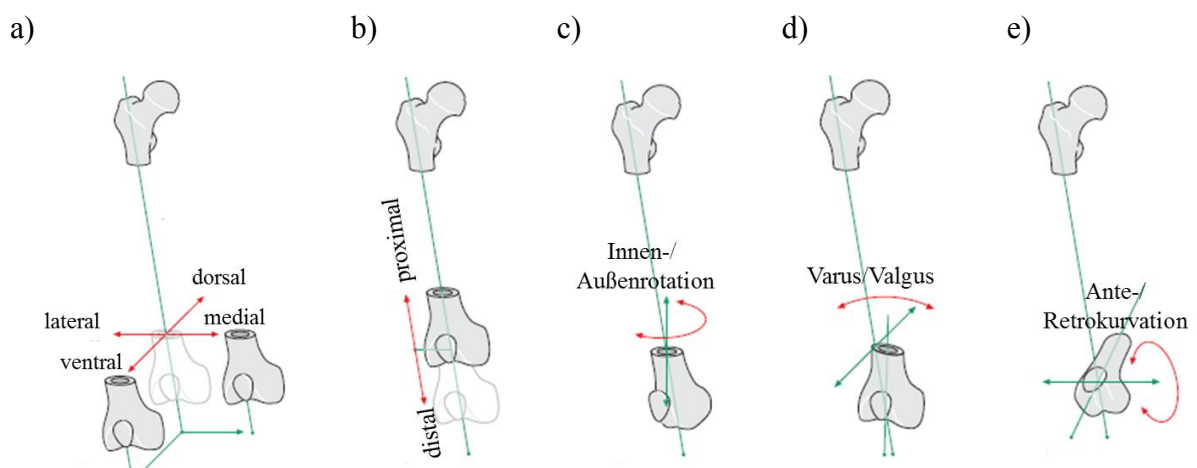 a)
b)
c)
d)
e)
dorsal
lateral
medial
ventral
proximal
distal
Innen-/
Außenrotation
Varus/Valgus
Ante-/
Retrokurvation